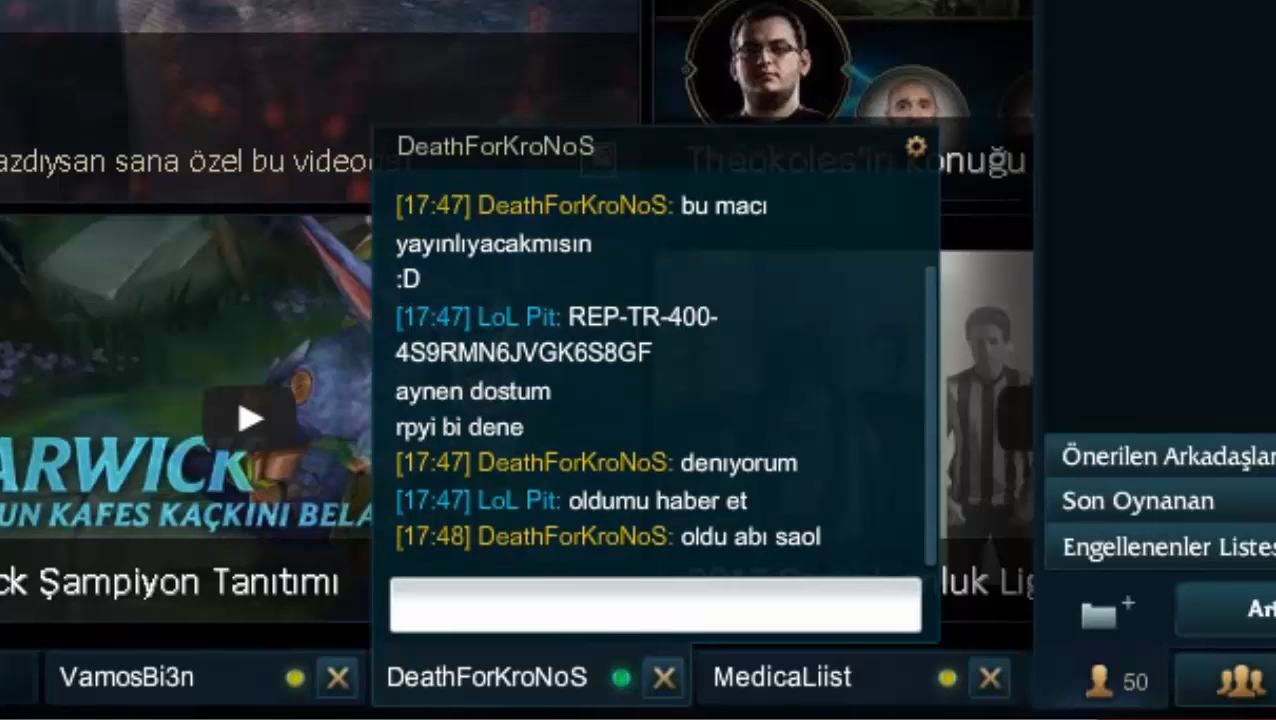 azdıysan sana özel bu videoda
DeathForKroNoS
Theokoles'in Konuğu
[17:47] DeathForKroNoS: bu macı
yayınlıyacakmısın
:D
[17:47] LoL Pit: REP-TR-400-
4S9RMN6JVGK6S8GF
aynen dostum
rpyi bi dene
[17:47] DeathForKroNoS: denıyorum
[17:47] LoL Pit: oldumu haber et
[17:48] DeathForKroNoS: oldu abı saol
ARWICK
UN KAFES KAÇKINI BELA
ck Şampiyon Tanıtımı
luk Lig
Önerilen Arkadaşlar
Son Oynanan
Engellenenler Listes
Ar
VamosBi3n
DeathForKroNoS
MedicaLiist
50